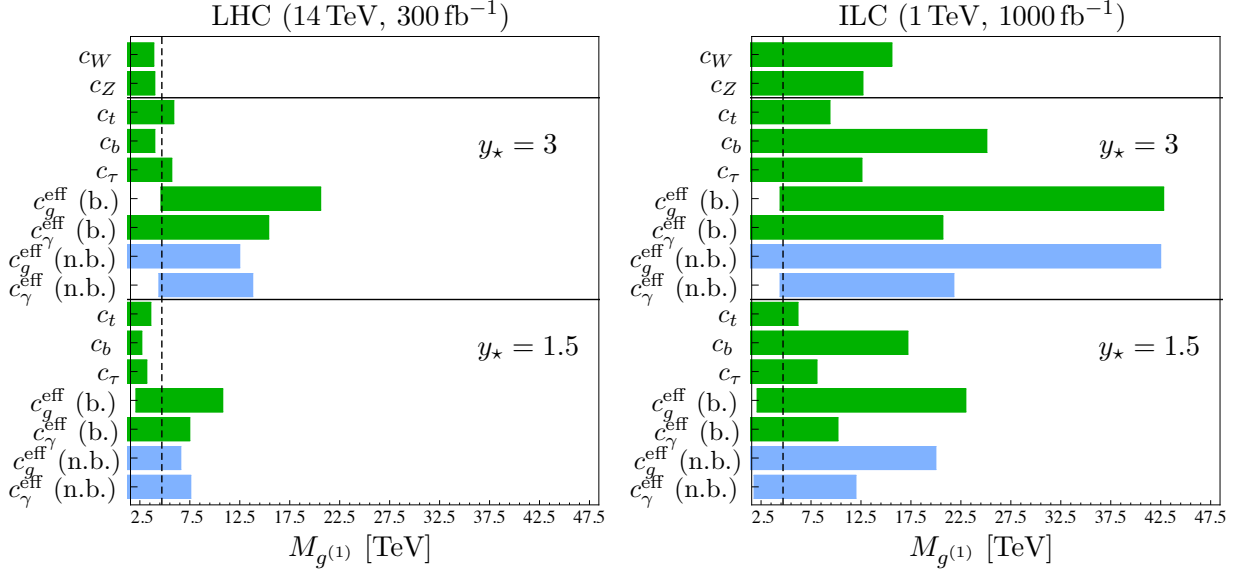 LHC (14 TeV, 300 fb⁻¹)
c_W
c_Z
c_t
c_b
c_τ
c_g^eff (b.)
c_γ^eff (b.)
c_g^eff (n.b.)
c_γ^eff (n.b.)
y⋆ = 3
c_t
c_b
c_τ
c_g^eff (b.)
c_γ^eff (b.)
c_g^eff (n.b.)
c_γ^eff (n.b.)
y⋆ = 1.5
2.5 7.5 12.5 17.5 22.5 27.5 32.5 37.5 42.5 47.5
M_g⁽¹⁾ [TeV]
ILC (1 TeV, 1000 fb⁻¹)
c_W
c_Z
c_t
c_b
c_τ
c_g^eff (b.)
c_γ^eff (b.)
c_g^eff (n.b.)
c_γ^eff (n.b.)
y⋆ = 3
c_t
c_b
c_τ
c_g^eff (b.)
c_γ^eff (b.)
c_g^eff (n.b.)
c_γ^eff (n.b.)
y⋆ = 1.5
2.5 7.5 12.5 17.5 22.5 27.5 32.5 37.5 42.5 47.5
M_g⁽¹⁾ [TeV]